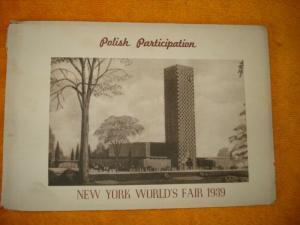 Polish Participation
NEW YORK WORLD'S FAIR 1939